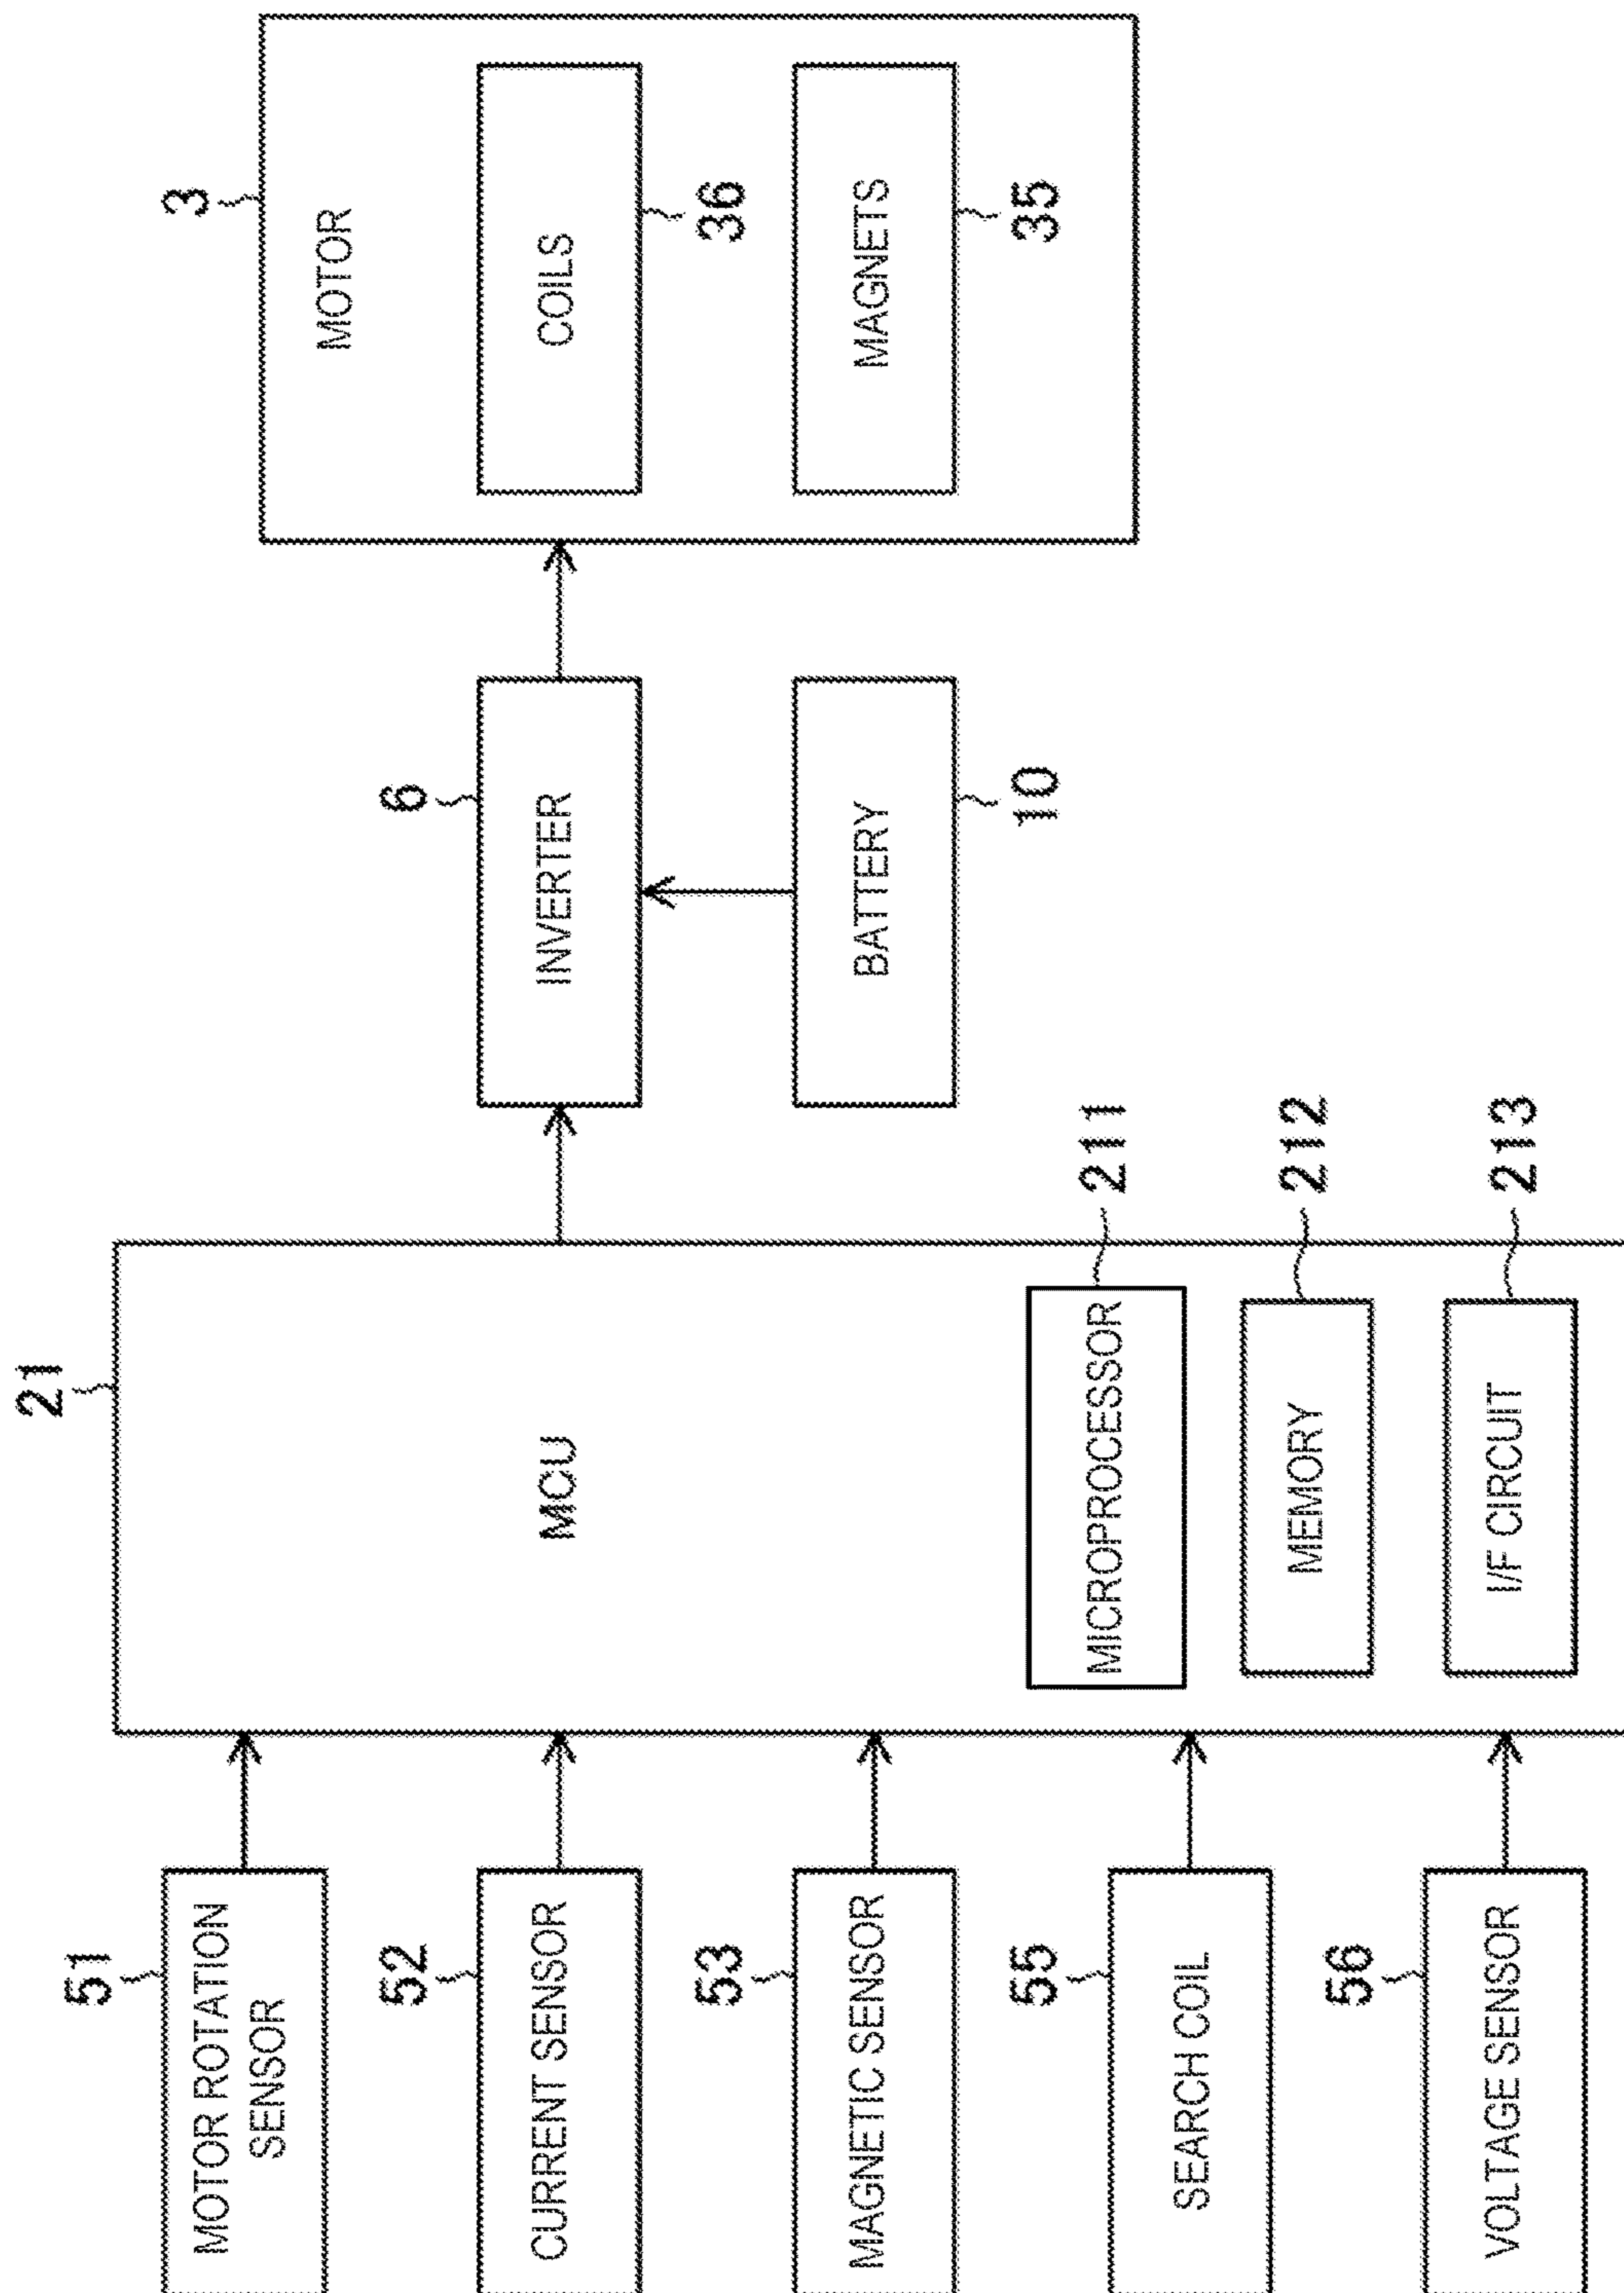 51
MOTOR ROTATION
SENSOR
52
CURRENT SENSOR
53
MAGNETIC SENSOR
55
SEARCH COIL
56
VOLTAGE SENSOR
21
MCU
MICROPROCESSOR
211
MEMORY
212
I/F CIRCUIT
213
6
INVERTER
BATTERY
10
3
MOTOR
COILS
36
MAGNETS
35